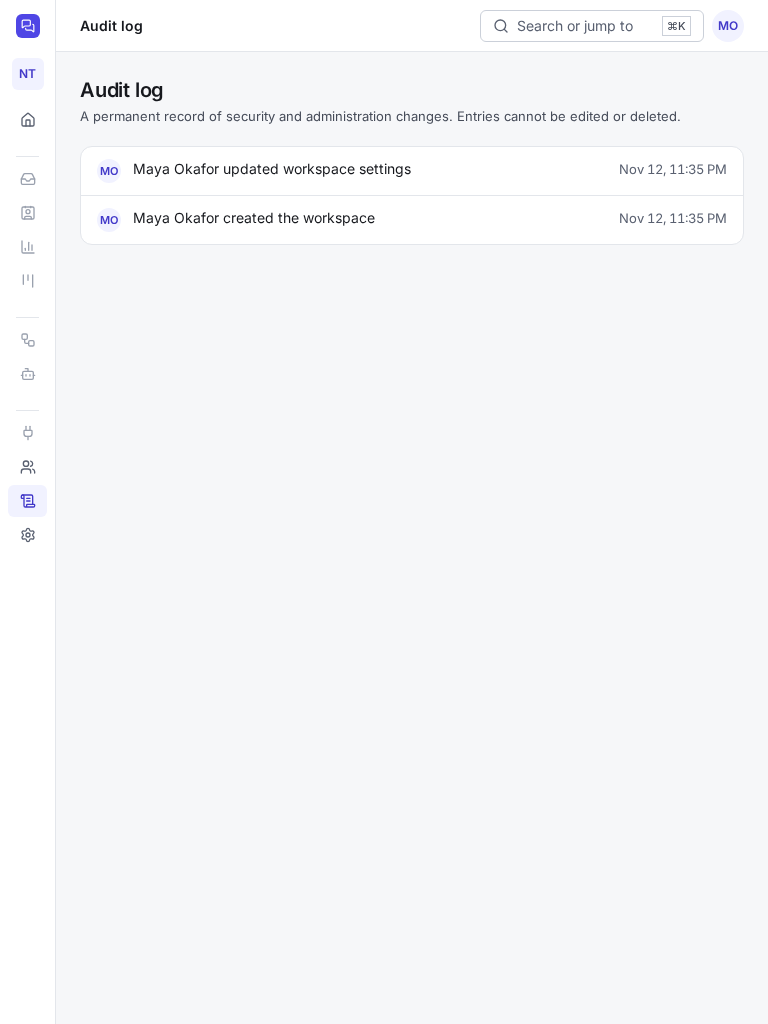 Audit log
Search or jump to
⌘K
MO
NT
Audit log
A permanent record of security and administration changes. Entries cannot be edited or deleted.
MO Maya Okafor updated workspace settings Nov 12, 11:35 PM
MO Maya Okafor created the workspace Nov 12, 11:35 PM